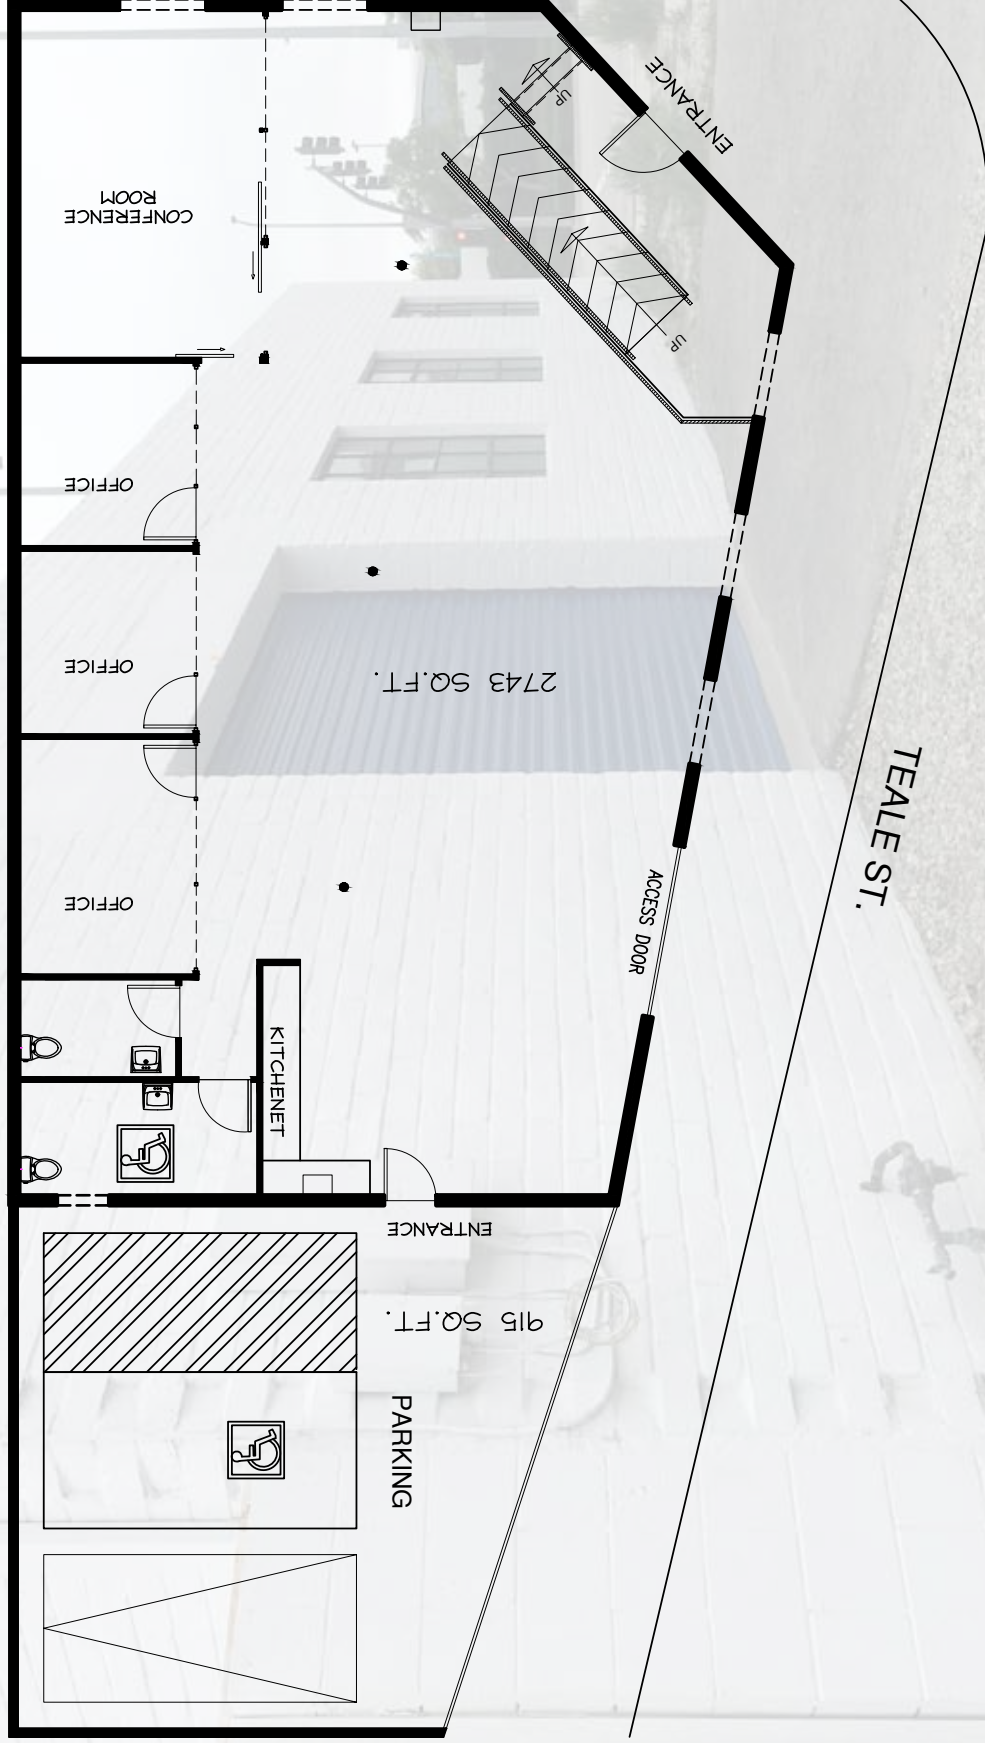 ENTRANCE
UP
CONFERENCE
ROOM
UP
OFFICE
OFFICE
2743 SQ.FT.
TEALE ST.
ACCESS DOOR
OFFICE
KITCHENET
ENTRANCE
915 SQ.FT.
PARKING